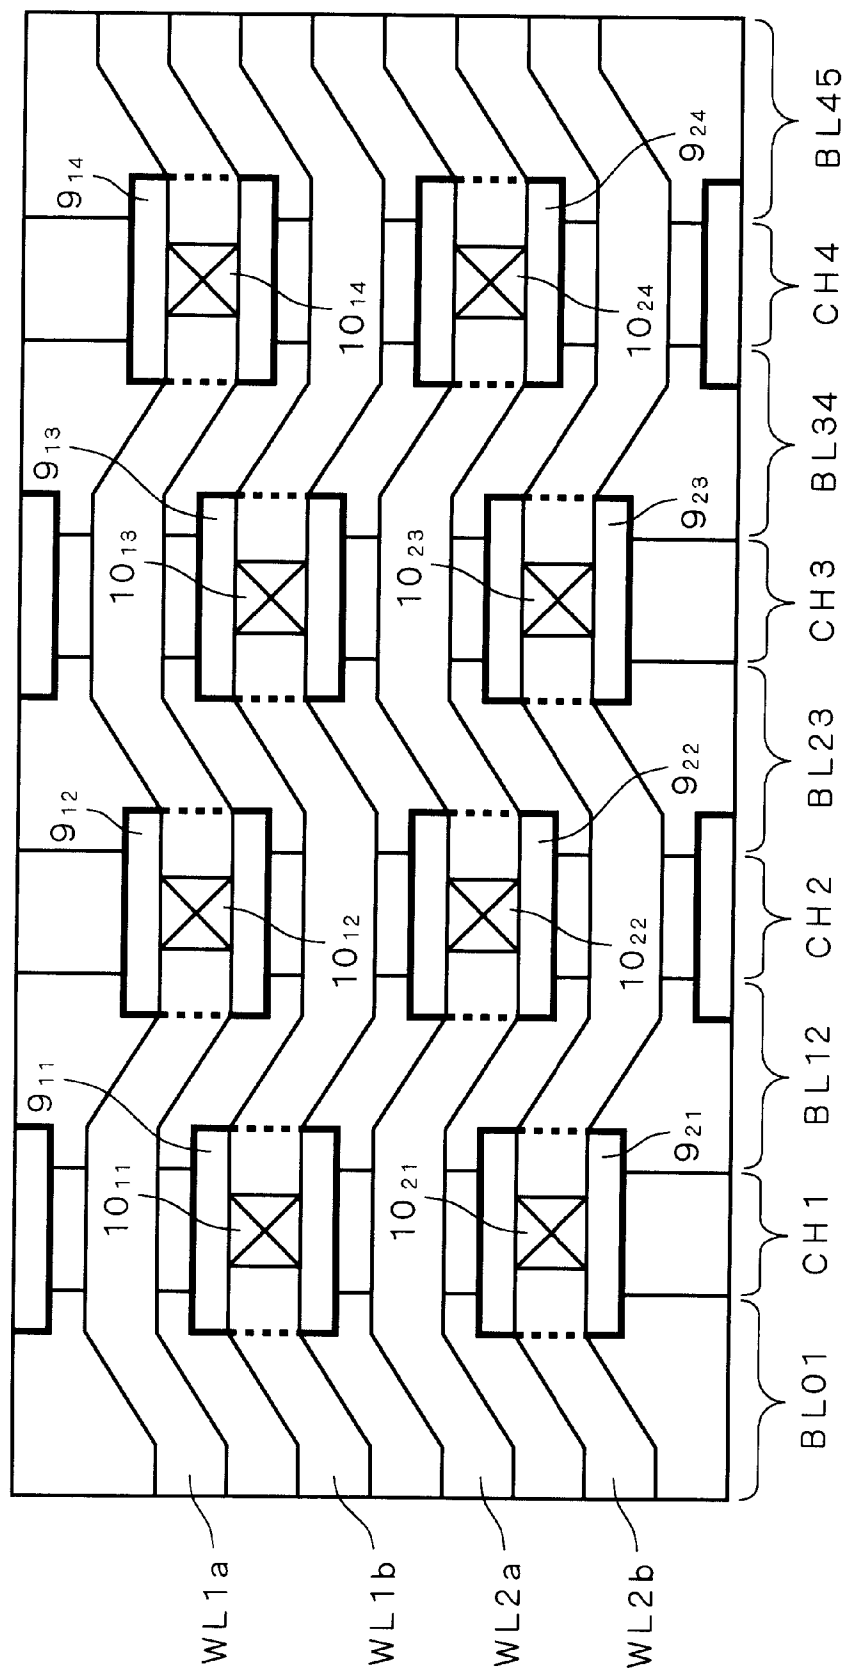 WL1a
WL1b
WL2a
WL2b
9₁₁
9₁₂
9₁₃
9₁₄
10₁₁
10₁₂
10₁₃
10₁₄
10₂₁
10₂₂
10₂₃
10₂₄
9₂₁
9₂₂
9₂₃
9₂₄
BL01
CH1
BL12
CH2
BL23
CH3
BL34
CH4
BL45